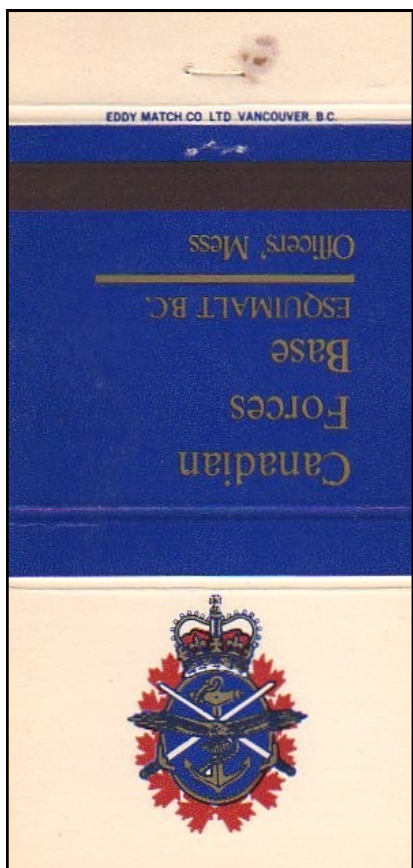 EDDY MATCH CO. LTD. VANCOUVER. B.C.
Canadian
Forces
Base
ESQUIMALT B.C.
Officers' Mess